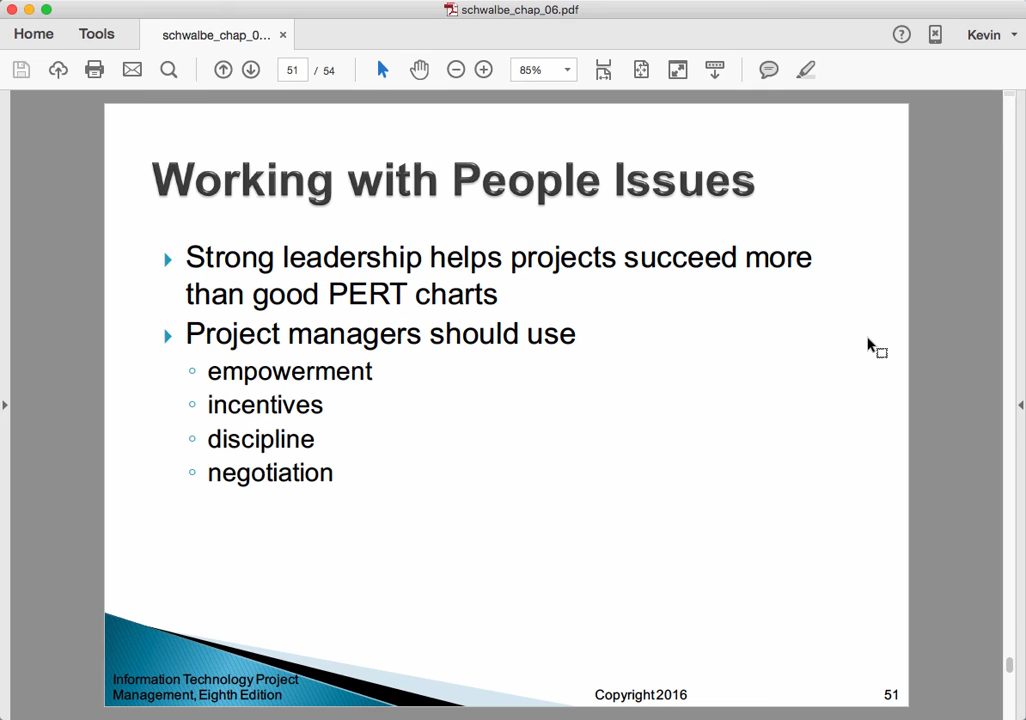 schwalbe_chap_06.pdf
Home Tools schwalbe_chap_0... × Kevin
51 / 54 85%
Working with People Issues
Strong leadership helps projects succeed more
than good PERT charts
Project managers should use
empowerment
incentives
discipline
negotiation
Information Technology Project
Management, Eighth Edition
Copyright 2016
51